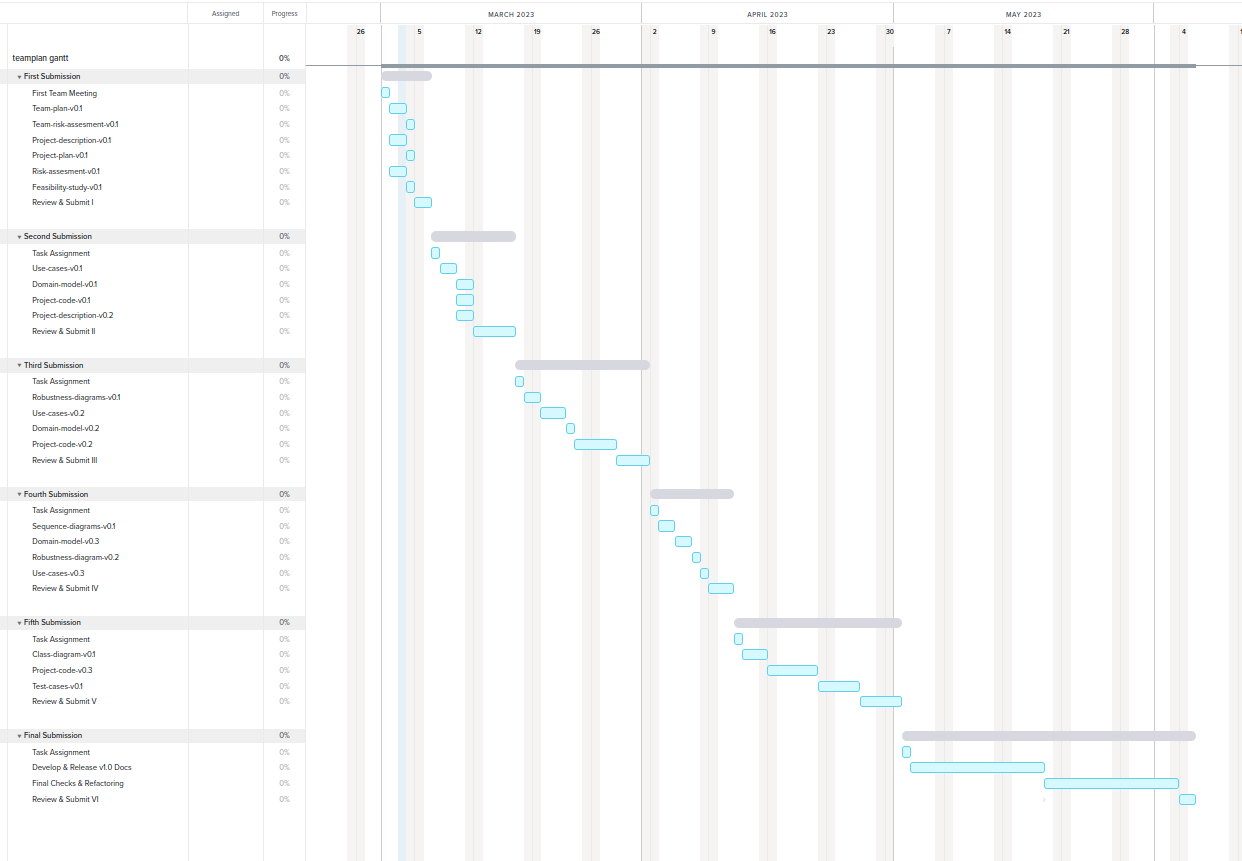 Assigned Progress MARCH 2023 APRIL 2023 MAY 2023
26 5 12 19 26 2 9 16 23 30 7 14 21 28 4
teamplan gantt 0%
First Submission 0%
First Team Meeting 0%
Team-plan-v0.1 0%
Team-risk-assesment-v0.1 0%
Project-description-v0.1 0%
Project-plan-v0.1 0%
Risk-assesment-v0.1 0%
Feasibility-study-v0.1 0%
Review & Submit I 0%
Second Submission 0%
Task Assignment 0%
Use-cases-v0.1 0%
Domain-model-v0.1 0%
Project-code-v0.1 0%
Project-description-v0.2 0%
Review & Submit II 0%
Third Submission 0%
Task Assignment 0%
Robustness-diagrams-v0.1 0%
Use-cases-v0.2 0%
Domain-model-v0.2 0%
Project-code-v0.2 0%
Review & Submit III 0%
Fourth Submission 0%
Task Assignment 0%
Sequence-diagrams-v0.1 0%
Domain-model-v0.3 0%
Robustness-diagram-v0.2 0%
Use-cases-v0.3 0%
Review & Submit IV 0%
Fifth Submission 0%
Task Assignment 0%
Class-diagram-v0.1 0%
Project-code-v0.3 0%
Test-cases-v0.1 0%
Review & Submit V 0%
Final Submission 0%
Task Assignment 0%
Develop & Release v1.0 Docs 0%
Final Checks & Refactoring 0%
Review & Submit VI 0%